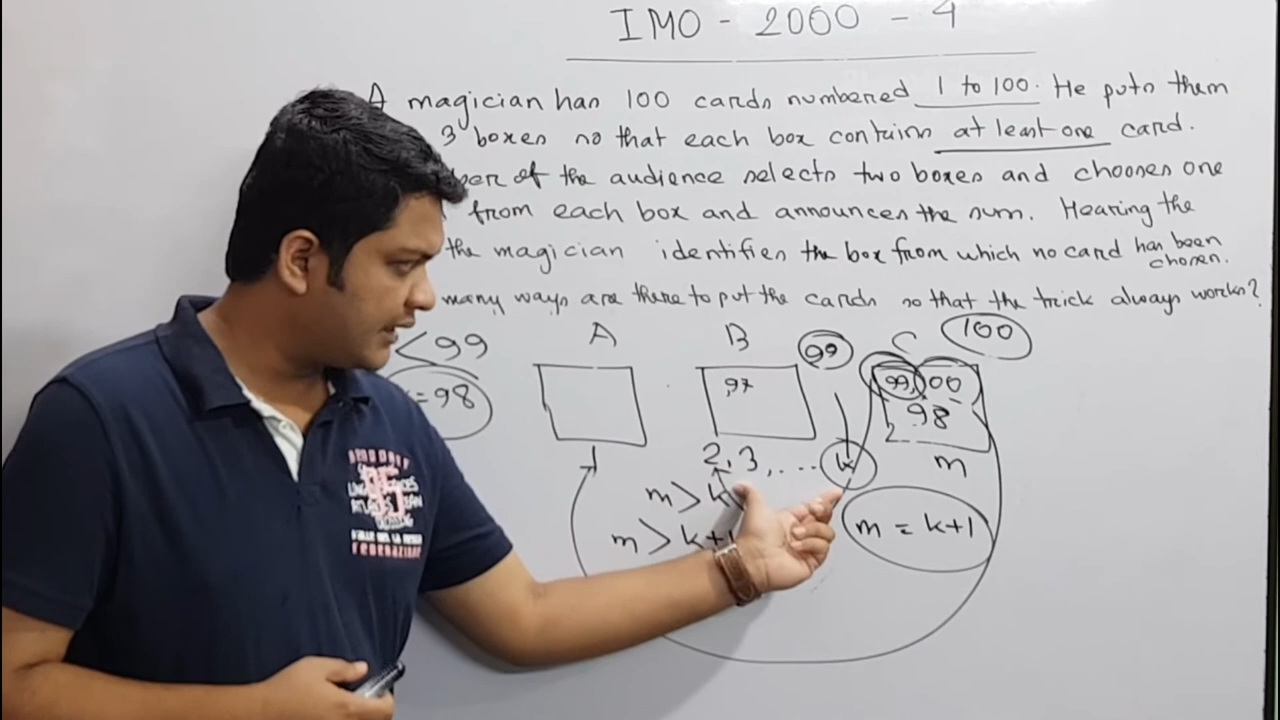 IMO - 2000 - 4
A magician has 100 cards numbered 1 to 100. He puts them
3 boxes so that each box contains at least one card.
of the audience selects two boxes and chooses one
from each box and announces the sum. Hearing the
the magician identifies the box from which no card has been
chosen.
many ways are there to put the cards so that the trick always works?
<99
=98
A
B
99
C
100
,97
99,100
98
1
2, 3, .... k
m
m > k
m > k+1
m = k+1